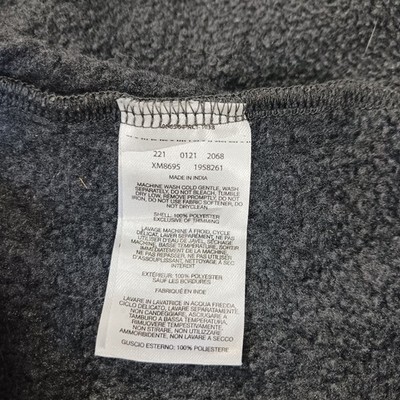 221 0121 2068
XM8695 1958261
MADE IN INDIA
MACHINE WASH COLD GENTLE, WASH
SEPARATELY, DO NOT BLEACH, TUMBLE
DRY LOW, REMOVE PROMPTLY, DO NOT
IRON, DO NOT USE FABRIC SOFTENER, DO
NOT DRYCLEAN
SHELL: 100% POLYESTER
EXCLUSIVE OF TRIMMING
LAVAGE MACHINE À FROID, CYCLE
DÉLICAT, LAVER SÉPARÉMENT, NE PAS
UTILISER D'EAU DE JAVEL, SÉCHAGE
MACHINE, BASSE TEMPÉRATURE, SORTIR
IMMÉDIATEMENT DE LA MACHINE,
NE PAS REPASSER, NE PAS UTILISER
D'ASSOUPLISSANT, NETTOYAGE À SEC
INTERDIT
EXTÉRIEUR: 100% POLYESTER
SAUF LES BORDURES
FABRIQUÉ EN INDE
LAVARE IN LAVATRICE IN ACQUA FREDDA,
CICLO DELICATO, LAVARE SEPARATAMENTE,
NON CANDEGGIARE, ASCIUGARE A
TAMBURO A BASSA TEMPERATURA,
RIMUOVERE TEMPESTIVAMENTE,
NON STIRARE, NON UTILIZZARE
AMMORBIDENTE, NON LAVARE A
SECCO
GUSCIO ESTERNO: 100% POLIESTERE